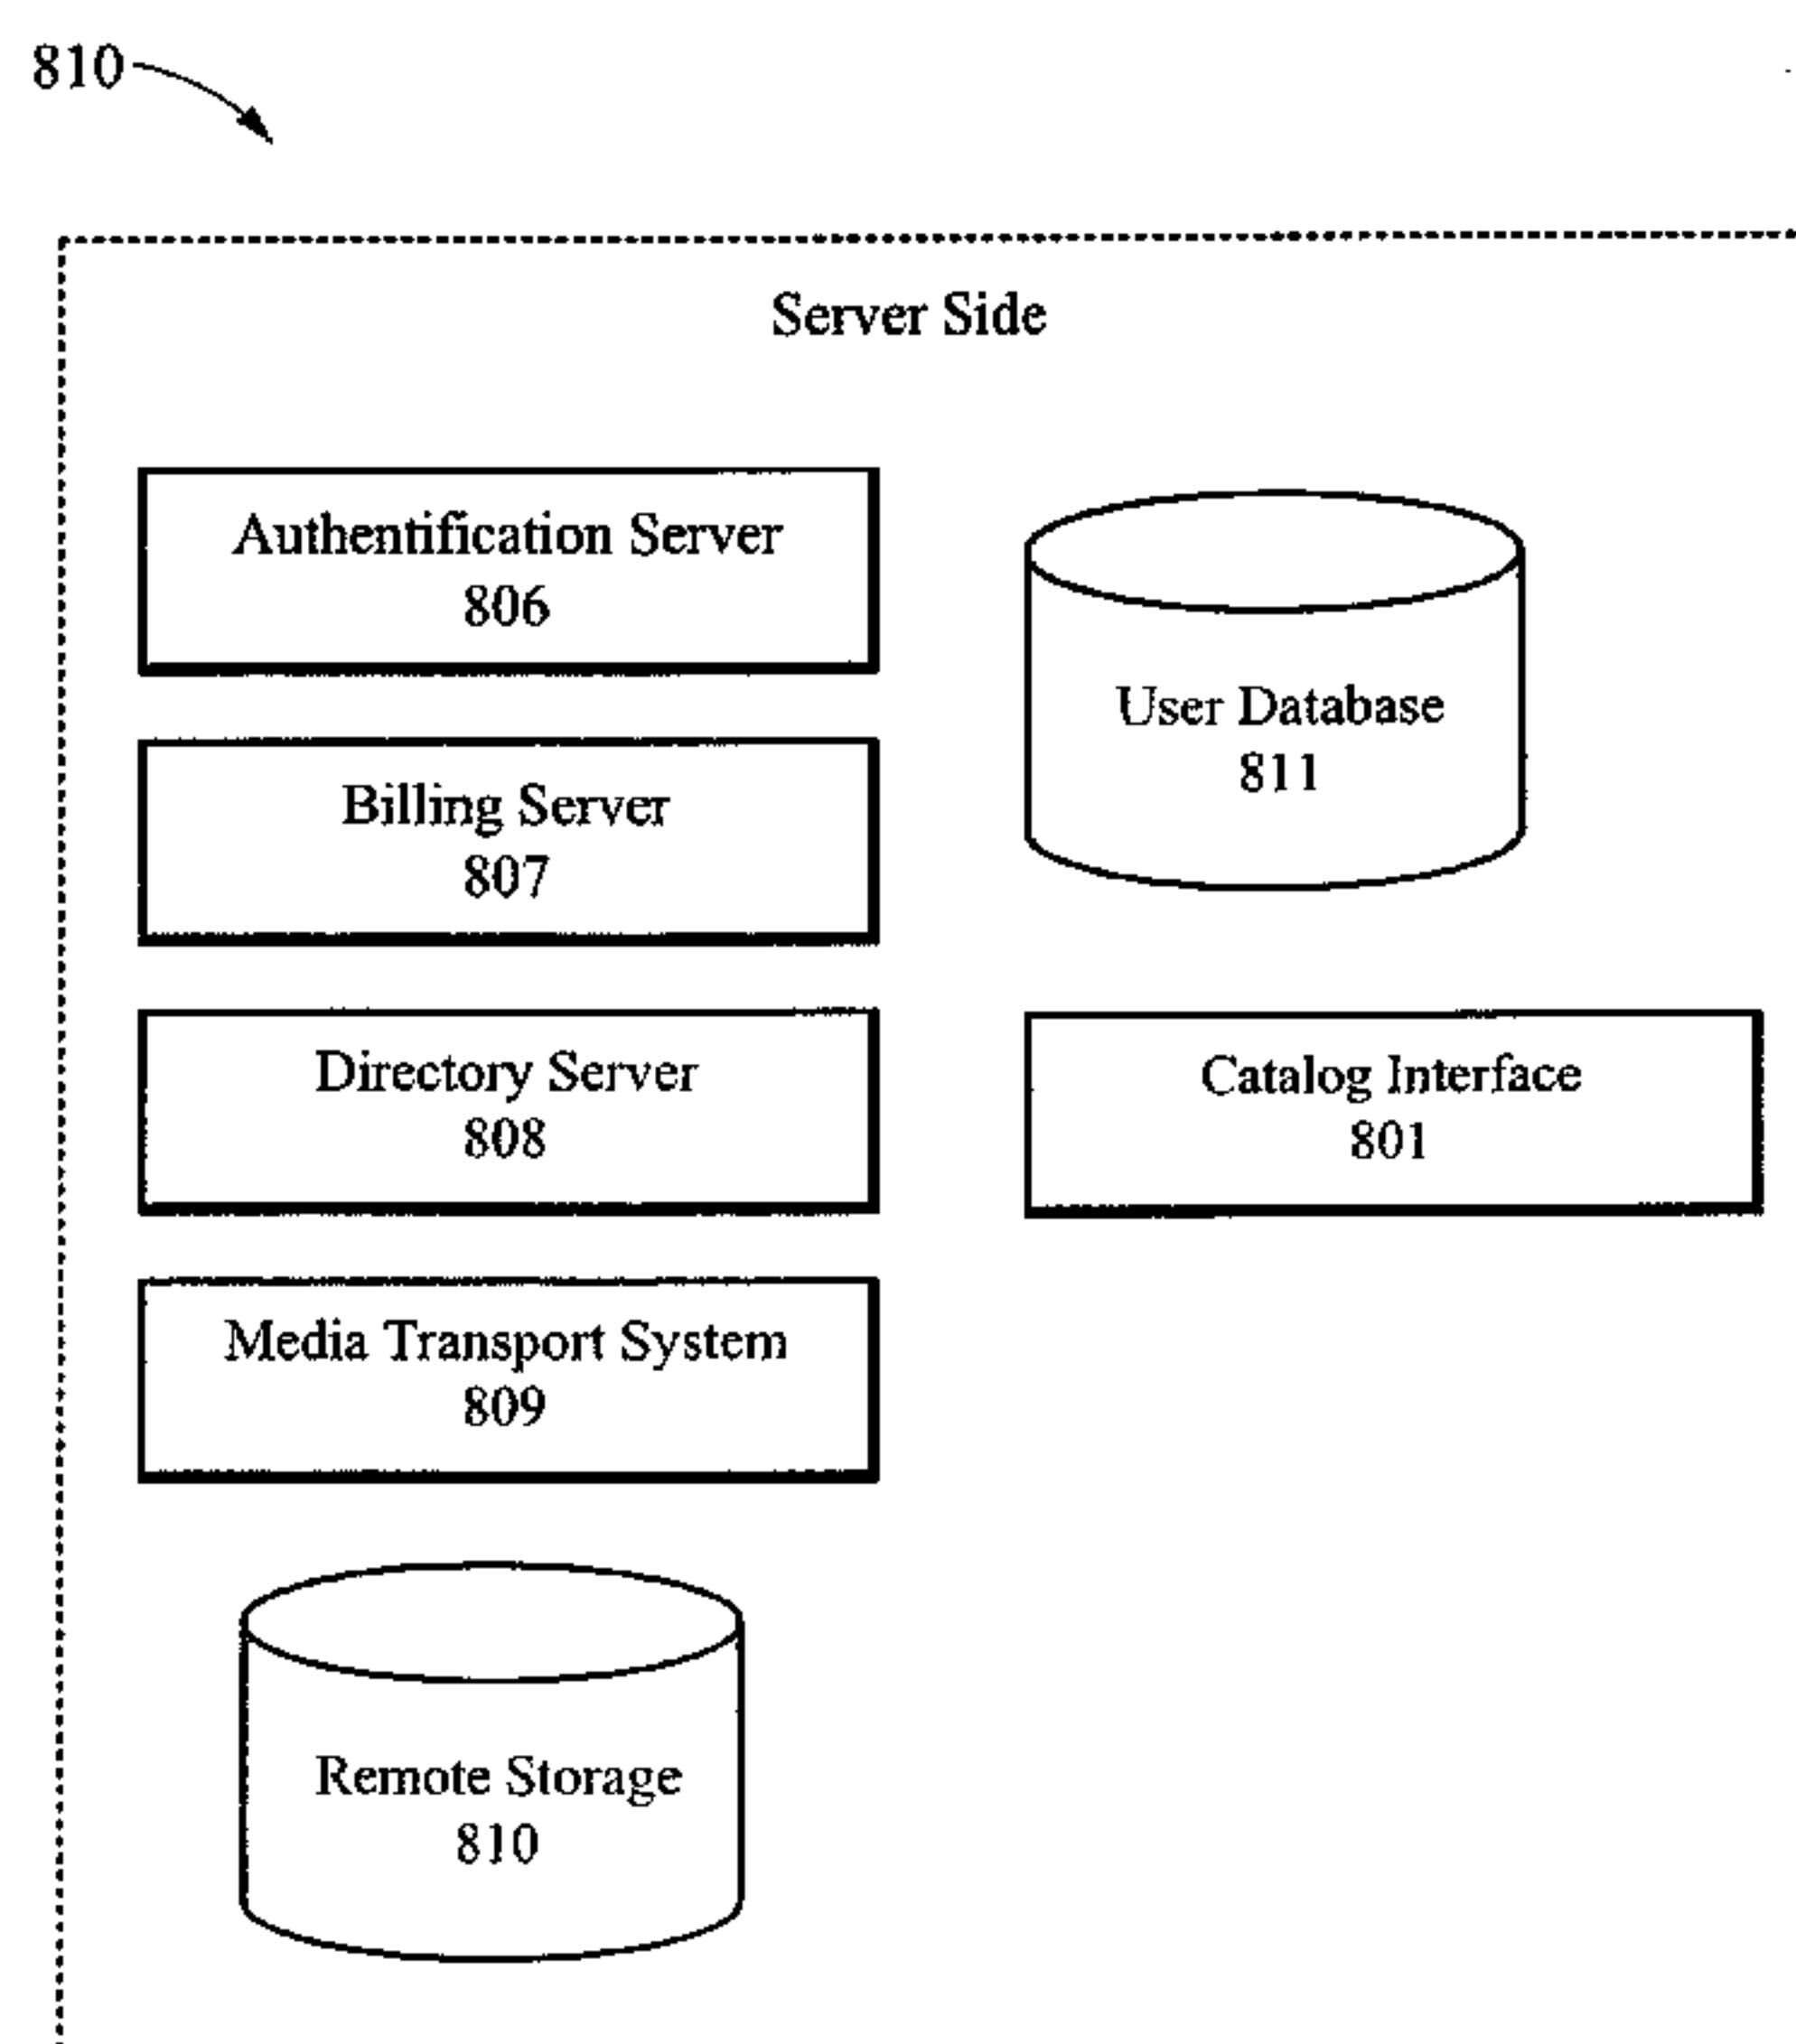 810
Server Side
Authentification Server
806
User Database
811
Billing Server
807
Directory Server
808
Catalog Interface
801
Media Transport System
809
Remote Storage
810